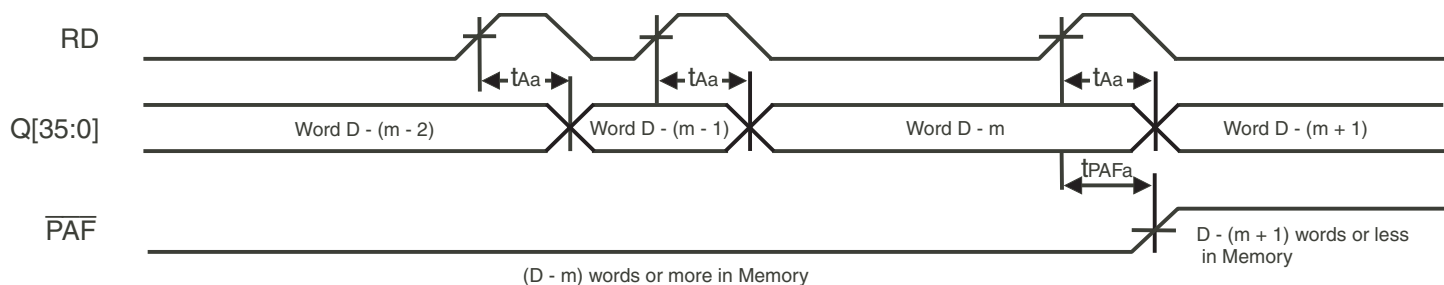 RD
tAa
tAa
tAa
Q[35:0]
Word D - (m - 2)
Word D - (m - 1)
Word D - m
Word D - (m + 1)
tPAFa
PAF
D - (m + 1) words or less
in Memory
(D - m) words or more in Memory